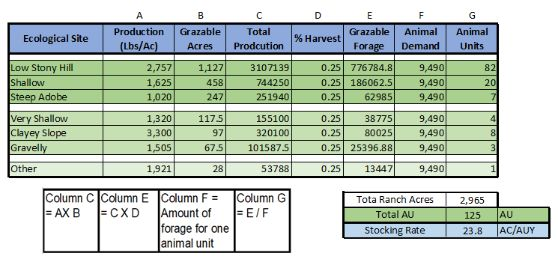 A B C D E F G
Ecological Site Production (Lbs/Ac) Grazable Acres Total Prodcution % Harvest Grazable Forage Animal Demand Animal Units
Low Stony Hill 2,757 1,127 3107139 0.25 776784.8 9,490 82
Shallow 1,625 458 744250 0.25 186062.5 9,490 20
Steep Adobe 1,020 247 251940 0.25 62985 9,490 7
Very Shallow 1,320 117.5 155100 0.25 38775 9,490 4
Clayey Slope 3,300 97 320100 0.25 80025 9,490 8
Gravelly 1,505 67.5 101587.5 0.25 25396.88 9,490 3
Other 1,921 28 53788 0.25 13447 9,490 1
Column C = AX B
Column E = C X D
Column F = Amount of forage for one animal unit
Column G = E / F
Tota Ranch Acres 2,965
Total AU 125 AU
Stocking Rate 23.8 AC/AUY